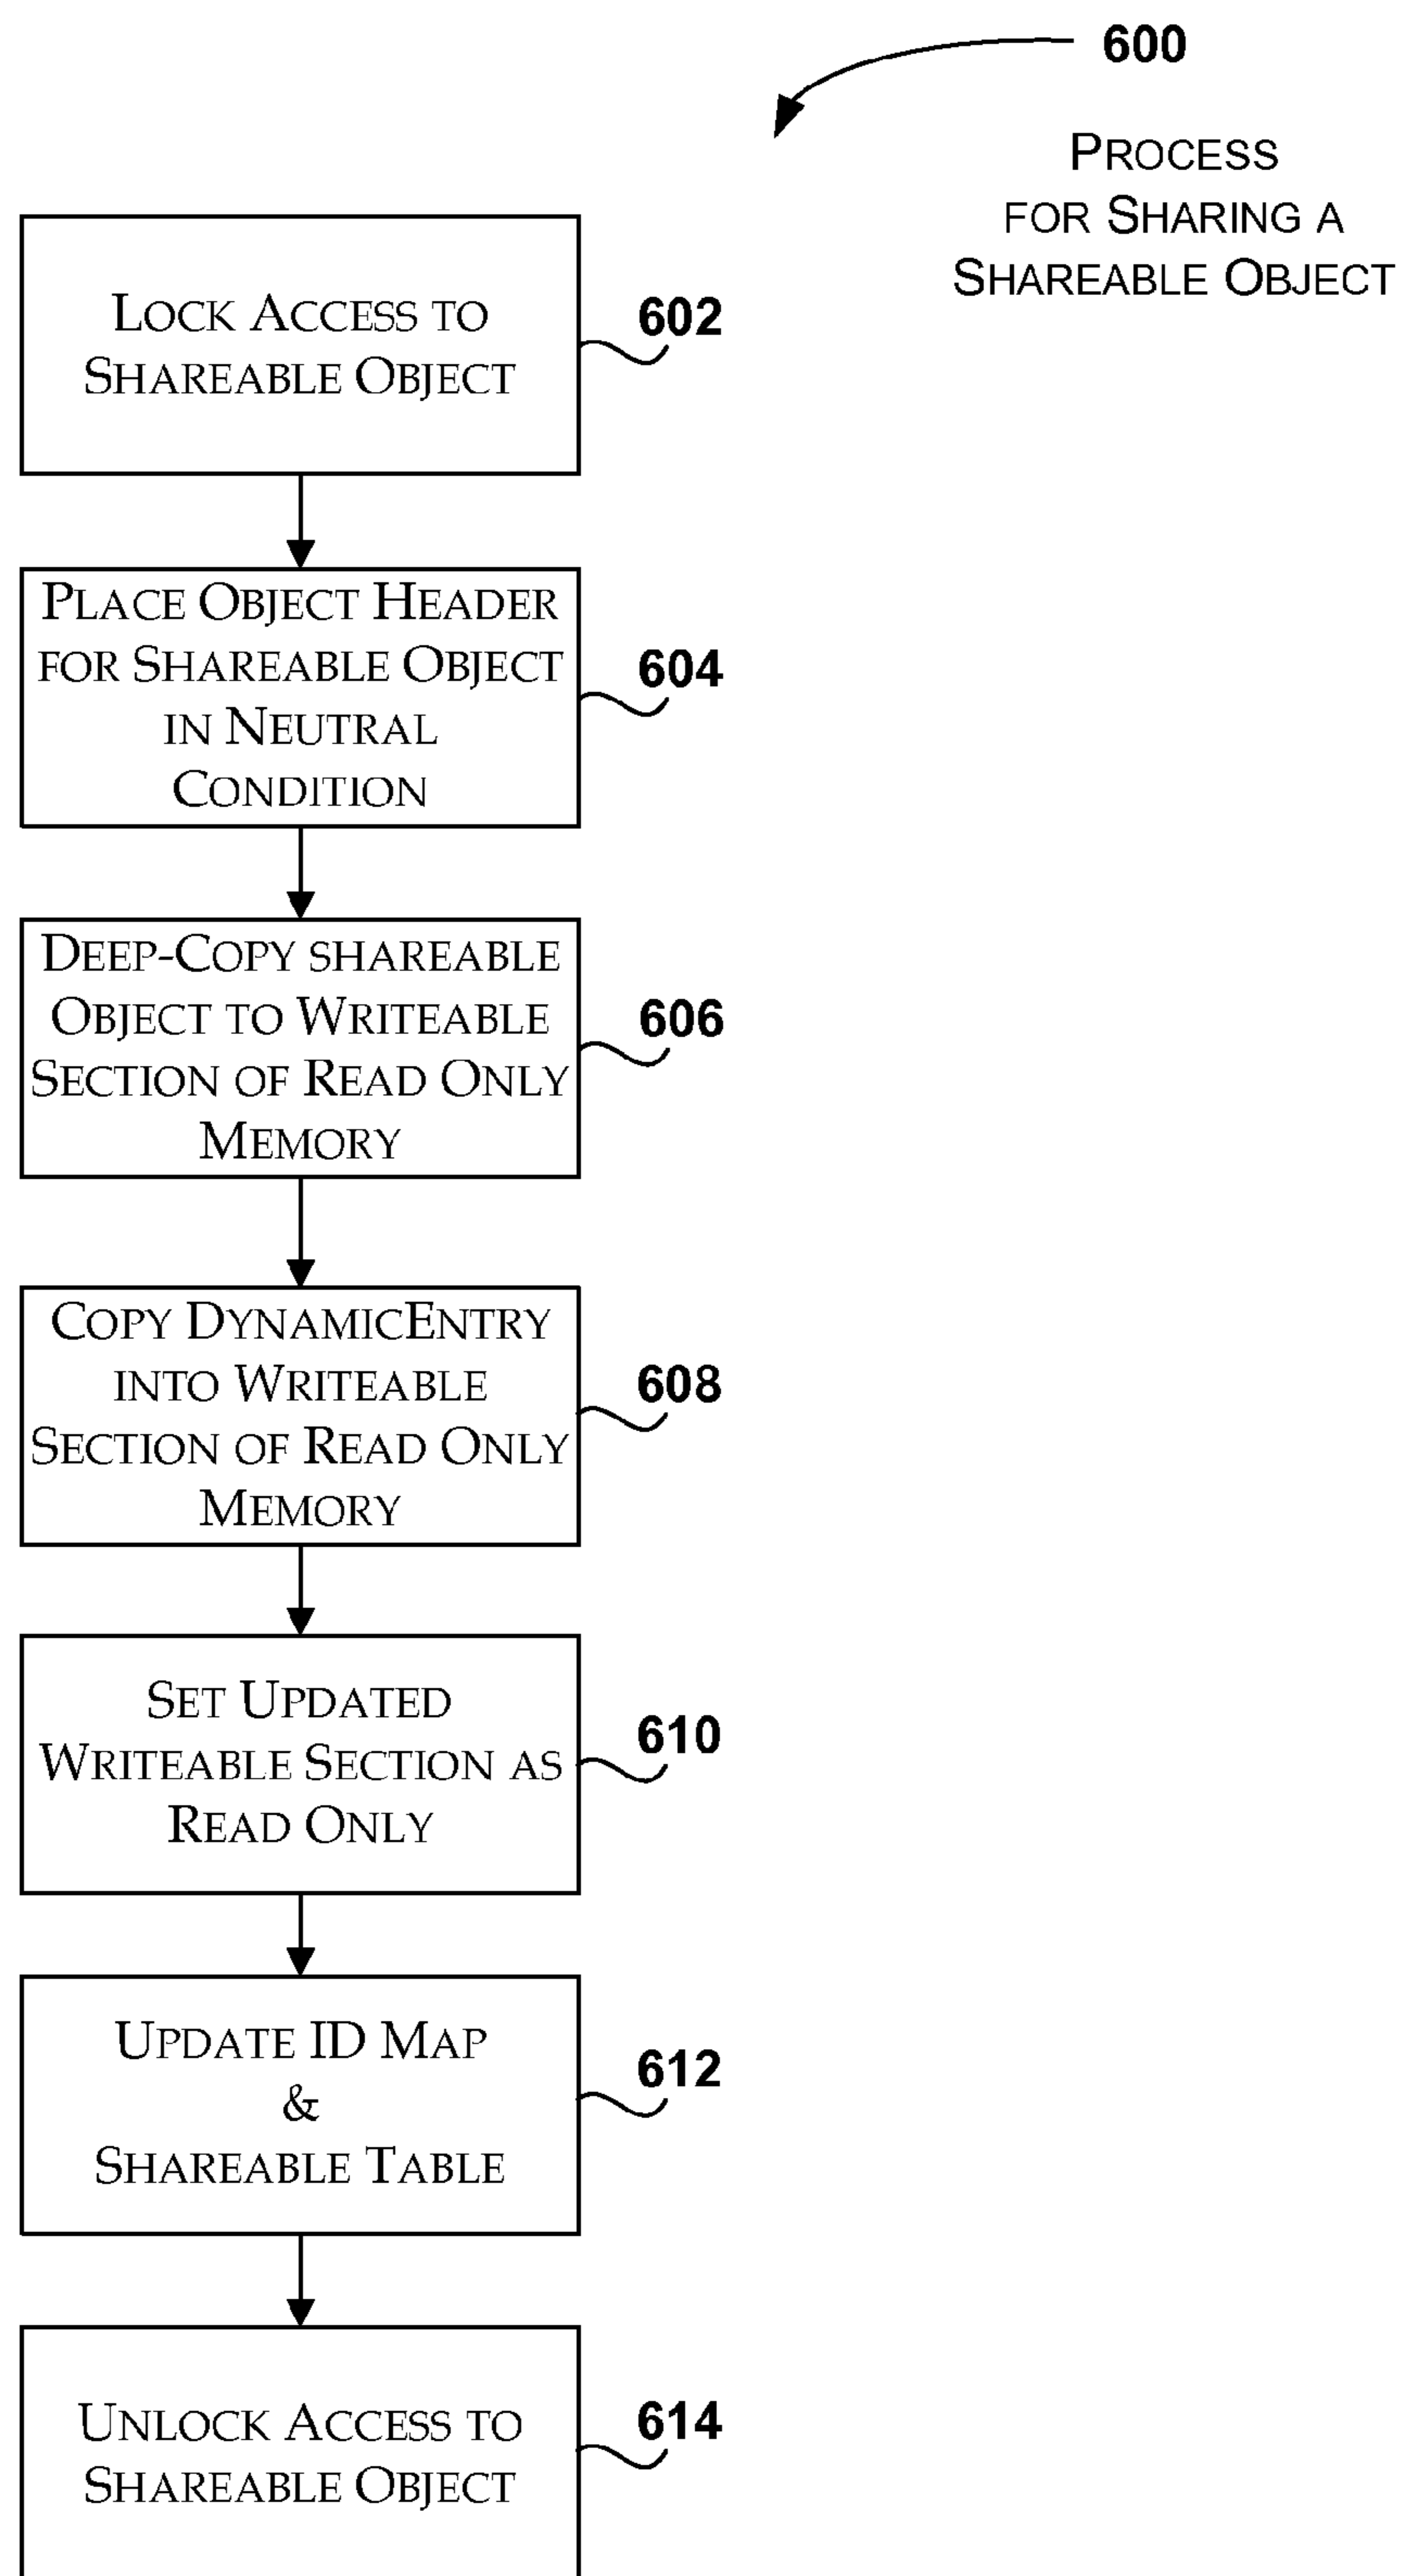 600
PROCESS
FOR SHARING A
SHAREABLE OBJECT
LOCK ACCESS TO
SHAREABLE OBJECT
602
PLACE OBJECT HEADER
FOR SHAREABLE OBJECT
IN NEUTRAL
CONDITION
604
DEEP-COPY SHAREABLE
OBJECT TO WRITEABLE
SECTION OF READ ONLY
MEMORY
606
COPY DYNAMICENTRY
INTO WRITEABLE
SECTION OF READ ONLY
MEMORY
608
SET UPDATED
WRITEABLE SECTION AS
READ ONLY
610
UPDATE ID MAP
&
SHAREABLE TABLE
612
UNLOCK ACCESS TO
SHAREABLE OBJECT
614